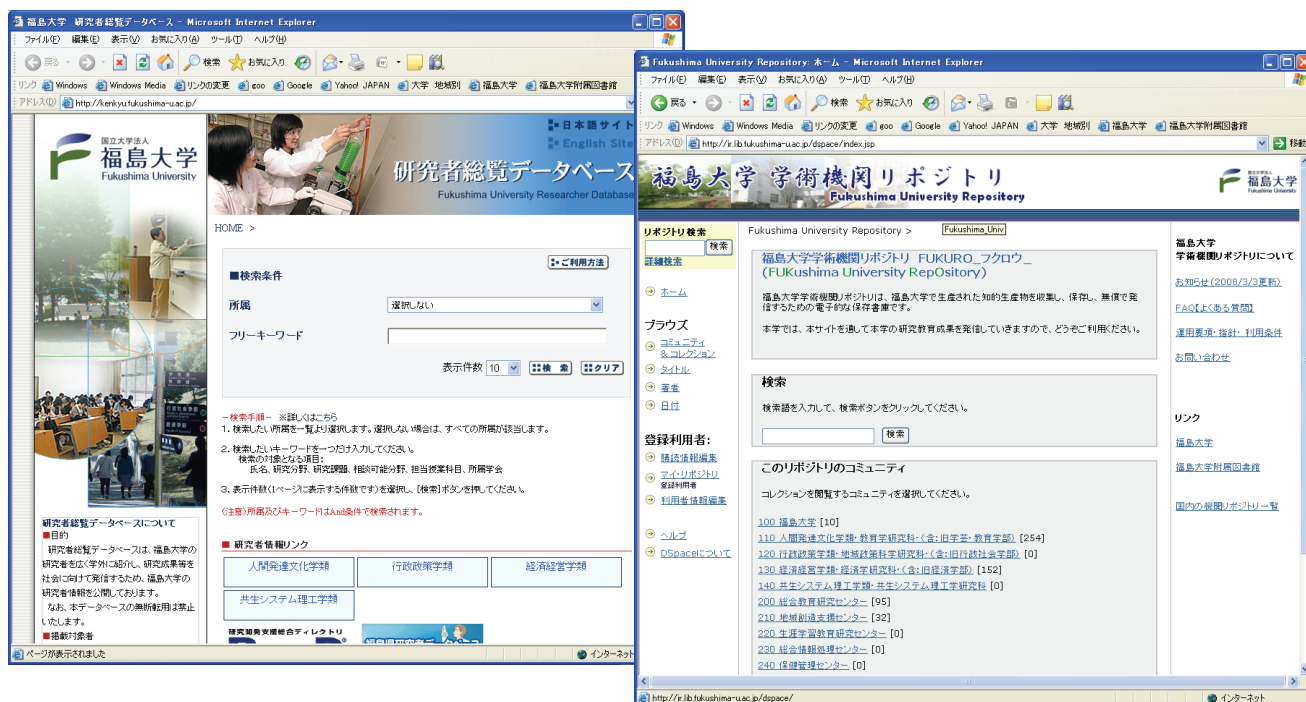 福島大学 研究者総覧データベース - Microsoft Internet Explorer
ファイル(F) 編集(E) 表示(V) お気に入り(A) ツール(T) ヘルプ(H)
戻る 検索 お気に入り
リンク Windows Windows Media リンクの変更 goo Google Yahoo! JAPAN 大学 地域別 福島大学 福島大学附属図書館
アドレス(D) http://kenkyu.fukushima-u.ac.jp/
国立大学法人
福島大学
Fukushima University
日本語サイト
English Site
研究者総覧データベース
Fukushima University Researcher Database
HOME >
ご利用方法
■検索条件
所属 選択しない
フリーキーワード
表示件数 10 検 索 クリア
－検索手順－ ※詳しくはこちら
1. 検索したい所属を一覧より選択します。選択しない場合は、すべての所属が該当します。
2. 検索したいキーワードを一つだけ入力してください。
検索の対象となる項目:
氏名、研究分野、研究課題、相談可能分野、担当授業科目、所属学会
3. 表示件数(1ページに表示する件数です)を選択し、[検索]ボタンを押してください。
(注意)所属及びキーワードはAnd条件で検索されます。
■ 研究者情報リンク
人間発達文化学類 行政政策学類 経済経営学類
共生システム理工学類
研究開発支援総合ディレクトリ
福島県研究者データベース
研究者総覧データベースについて
■目的
研究者総覧データベースは、福島大学の
研究者を広く学外に紹介し、研究成果等を
社会に向けて発信するため、福島大学の
研究者情報を公開しております。
なお、本データベースの無断転用は禁止
いたします。
■掲載対象者
ページが表示されました インターネット
Fukushima University Repository: ホーム - Microsoft Internet Explorer
ファイル(F) 編集(E) 表示(V) お気に入り(A) ツール(T) ヘルプ(H)
戻る 検索 お気に入り
リンク Windows Windows Media リンクの変更 goo Google Yahoo! JAPAN 大学 地域別 福島大学 福島大学附属図書館
アドレス(D) http://ir.lib.fukushima-u.ac.jp/dspace/index.jsp 移動
福島大学 学術機関リポジトリ
Fukushima University Repository
国立大学法人
福島大学
Fukushima University
リポジトリ検索
検索
詳細検索
ホーム
ブラウズ
コミュニティ
& コレクション
タイトル
著者
日付
登録利用者:
購読情報編集
マイ・リポジトリ
登録利用者
利用者情報編集
ヘルプ
DSpaceについて
Fukushima University Repository >
Fukushima_Univ
福島大学学術機関リポジトリ FUKURO_フクロウ_
(FUKushima University RepOsitory)
福島大学学術機関リポジトリは、福島大学で生産された知的生産物を収集し、保存し、無償で発
信するための電子的な保存書庫です。
本学では、本サイトを通して本学の研究教育成果を発信していきますので、どうぞご利用ください。
検索
検索語を入力して、検索ボタンをクリックしてください。
検索
このリポジトリのコミュニティ
コレクションを閲覧するコミュニティを選択してください。
100 福島大学 [10]
110 人間発達文化学類・教育学研究科・(含:旧学芸・教育学部) [254]
120 行政政策学類・地域政策科学研究科・(含:旧行政社会学部) [0]
130 経済経営学類・経済学研究科・(含:旧経済学部) [152]
140 共生システム理工学類・共生システム理工学研究科 [0]
200 総合教育研究センター [95]
210 地域創造支援センター [32]
220 生涯学習教育研究センター [0]
230 総合情報処理センター [0]
240 保健管理センター [0]
福島大学
学術機関リポジトリについて
お知らせ(2008/3/3更新)
FAQ【よくある質問】
運用要項・指針・利用条件
お問い合わせ
リンク
福島大学
福島大学附属図書館
国内の機関リポジトリ一覧
http://ir.lib.fukushima-u.ac.jp/dspace/ インターネット